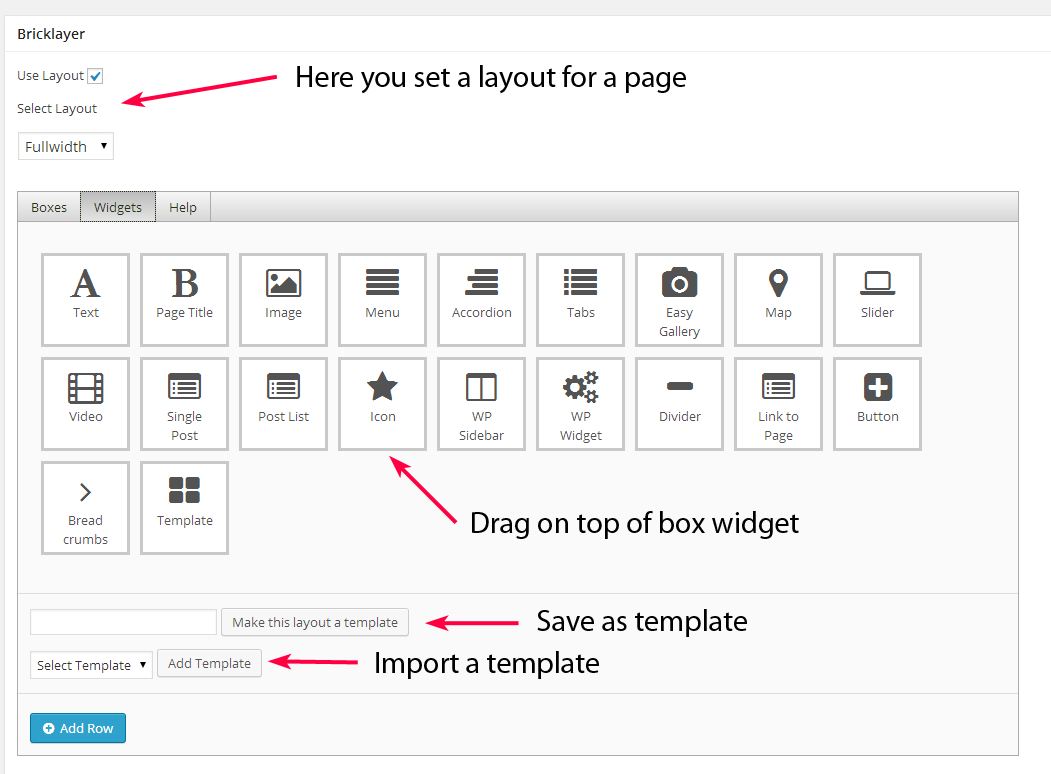 Bricklayer
Use Layout
Here you set a layout for a page
Select Layout
Fullwidth
Boxes Widgets Help
A B
Text Page Title Image Menu Accordion Tabs Easy Gallery Map Slider
Video Single Post Post List Icon WP Sidebar WP Widget Divider Link to Page Button
Bread crumbs Template
Drag on top of box widget
Make this layout a template Save as template
Select Template Add Template Import a template
Add Row